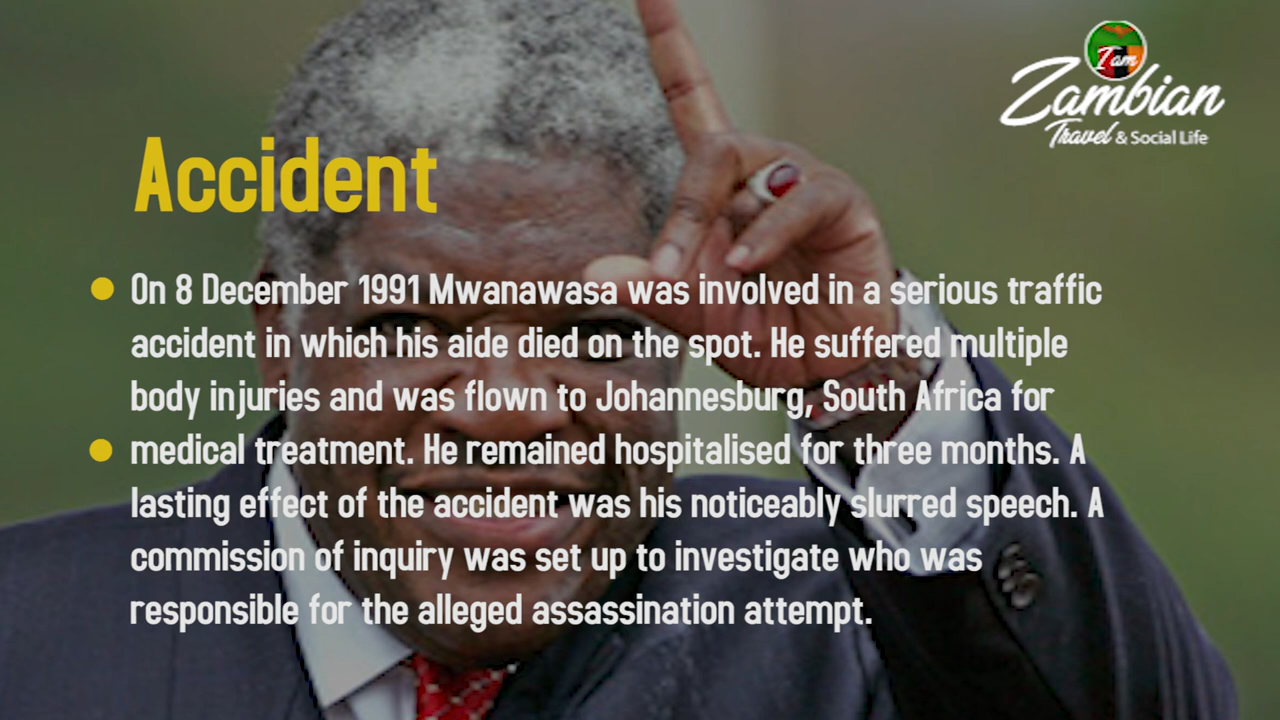 I am
Zambian
Travel & Social Life
Accident
On 8 December 1991 Mwanawasa was involved in a serious traffic
accident in which his aide died on the spot. He suffered multiple
body injuries and was flown to Johannesburg, South Africa for
medical treatment. He remained hospitalised for three months. A
lasting effect of the accident was his noticeably slurred speech. A
commission of inquiry was set up to investigate who was
responsible for the alleged assassination attempt.